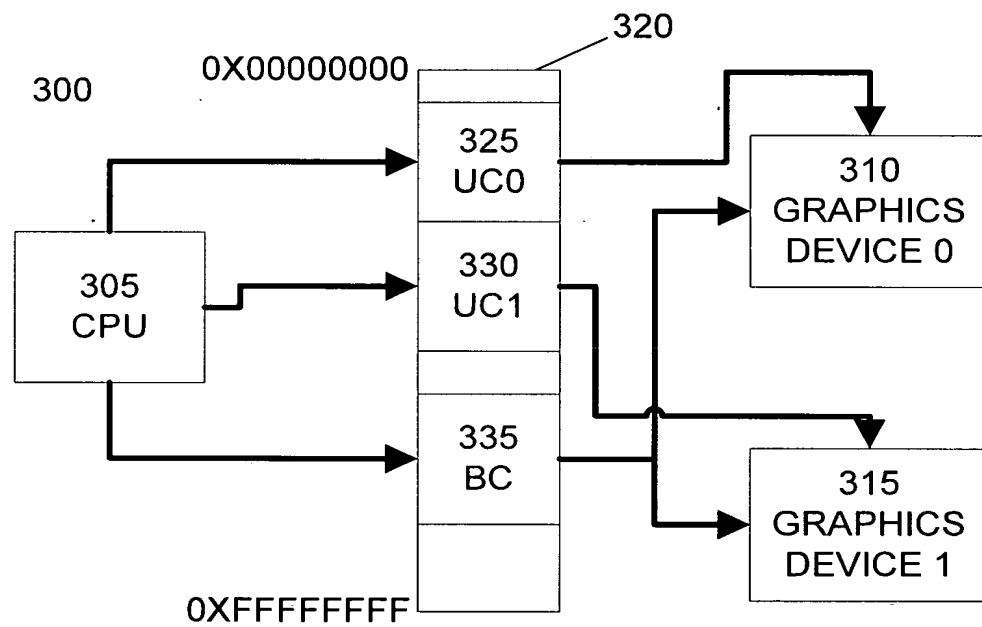 320
0X00000000
300
325
UC0
310
GRAPHICS
DEVICE 0
305
CPU
330
UC1
335
BC
315
GRAPHICS
DEVICE 1
0XFFFFFFFF